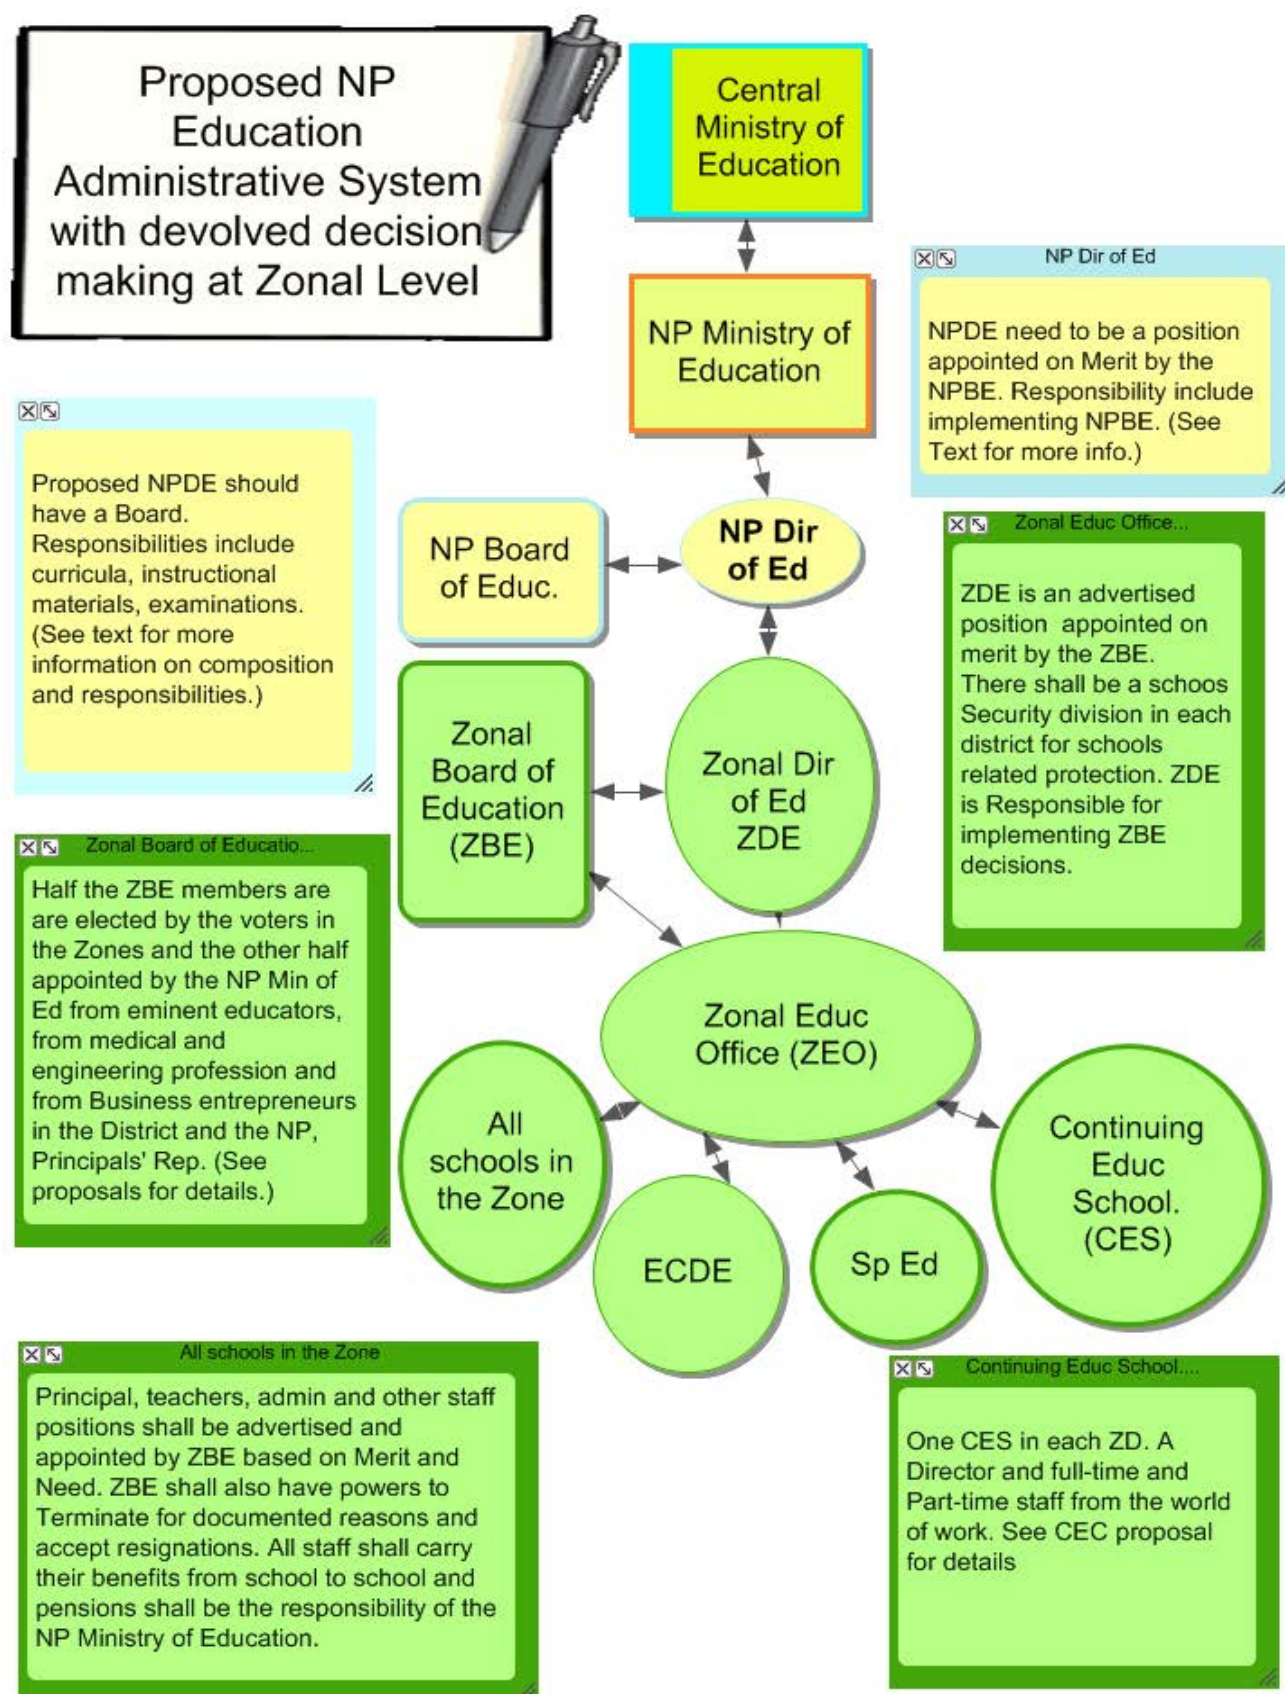 Proposed NP
Education
Administrative System
with devolved decision
making at Zonal Level
Central
Ministry of
Education
NP Ministry of
Education
NP Dir of Ed
NPDE need to be a position
appointed on Merit by the
NPBE. Responsibility include
implementing NPBE. (See
Text for more info.)
Proposed NPDE should
have a Board.
Responsibilities include
curricula, instructional
materials, examinations.
(See text for more
information on composition
and responsibilities.)
NP Board
of Educ.
NP Dir
of Ed
Zonal Educ Office...
ZDE is an advertised
position  appointed on
merit by the ZBE.
There shall be a schoos
Security division in each
district for schools
related protection. ZDE
is Responsible for
implementing ZBE
decisions.
Zonal
Board of
Education
(ZBE)
Zonal Dir
of Ed
ZDE
Zonal Board of Educatio...
Half the ZBE members are
are elected by the voters in
the Zones and the other half
appointed by the NP Min of
Ed from eminent educators,
from medical and
engineering profession and
from Business entrepreneurs
in the District and the NP,
Principals' Rep. (See
proposals for details.)
Zonal Educ
Office (ZEO)
All
schools in
the Zone
ECDE
Sp Ed
Continuing
Educ
School.
(CES)
All schools in the Zone
Principal, teachers, admin and other staff
positions shall be advertised and
appointed by ZBE based on Merit and
Need. ZBE shall also have powers to
Terminate for documented reasons and
accept resignations. All staff shall carry
their benefits from school to school and
pensions shall be the responsibility of the
NP Ministry of Education.
Continuing Educ School....
One CES in each ZD. A
Director and full-time and
Part-time staff from the world
of work. See CEC proposal
for details